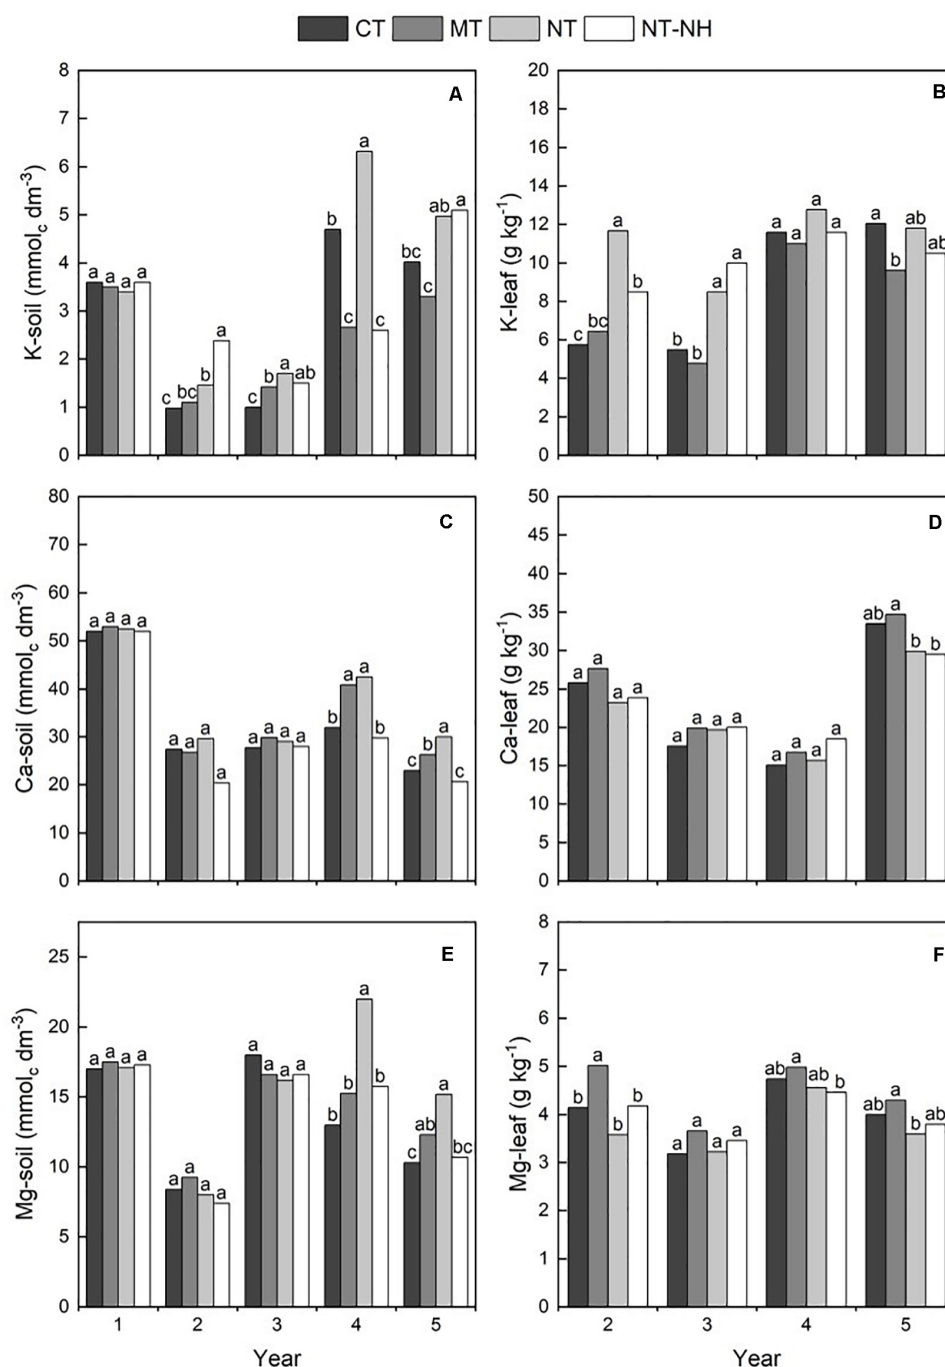 CT MT NT NT-NH
A
K-soil (mmol_c dm^-3)
8
7
6
5
4
3
2
1
0
a a a a
c bc b a
c b a ab
b c a c
bc c ab a
B
K-leaf (g kg^-1)
20
18
16
14
12
10
8
6
4
2
0
c bc a b
b b a a
a a a a
a b ab ab
C
Ca-soil (mmol_c dm^-3)
80
70
60
50
40
30
20
10
0
a a a a
a a a a
a a a a
b a a b
c b a c
D
Ca-leaf (g kg^-1)
50
45
40
35
30
25
20
15
10
5
0
a a a a
a a a a
a a a a
ab a b b
E
Mg-soil (mmol_c dm^-3)
25
20
15
10
5
0
a a a a
a a a a
a a a a
b b a b
c ab a bc
1 2 3 4 5
Year
F
Mg-leaf (g kg^-1)
8
7
6
5
4
3
2
1
0
b a b b
a a a a
ab a ab b
ab a b ab
2 3 4 5
Year